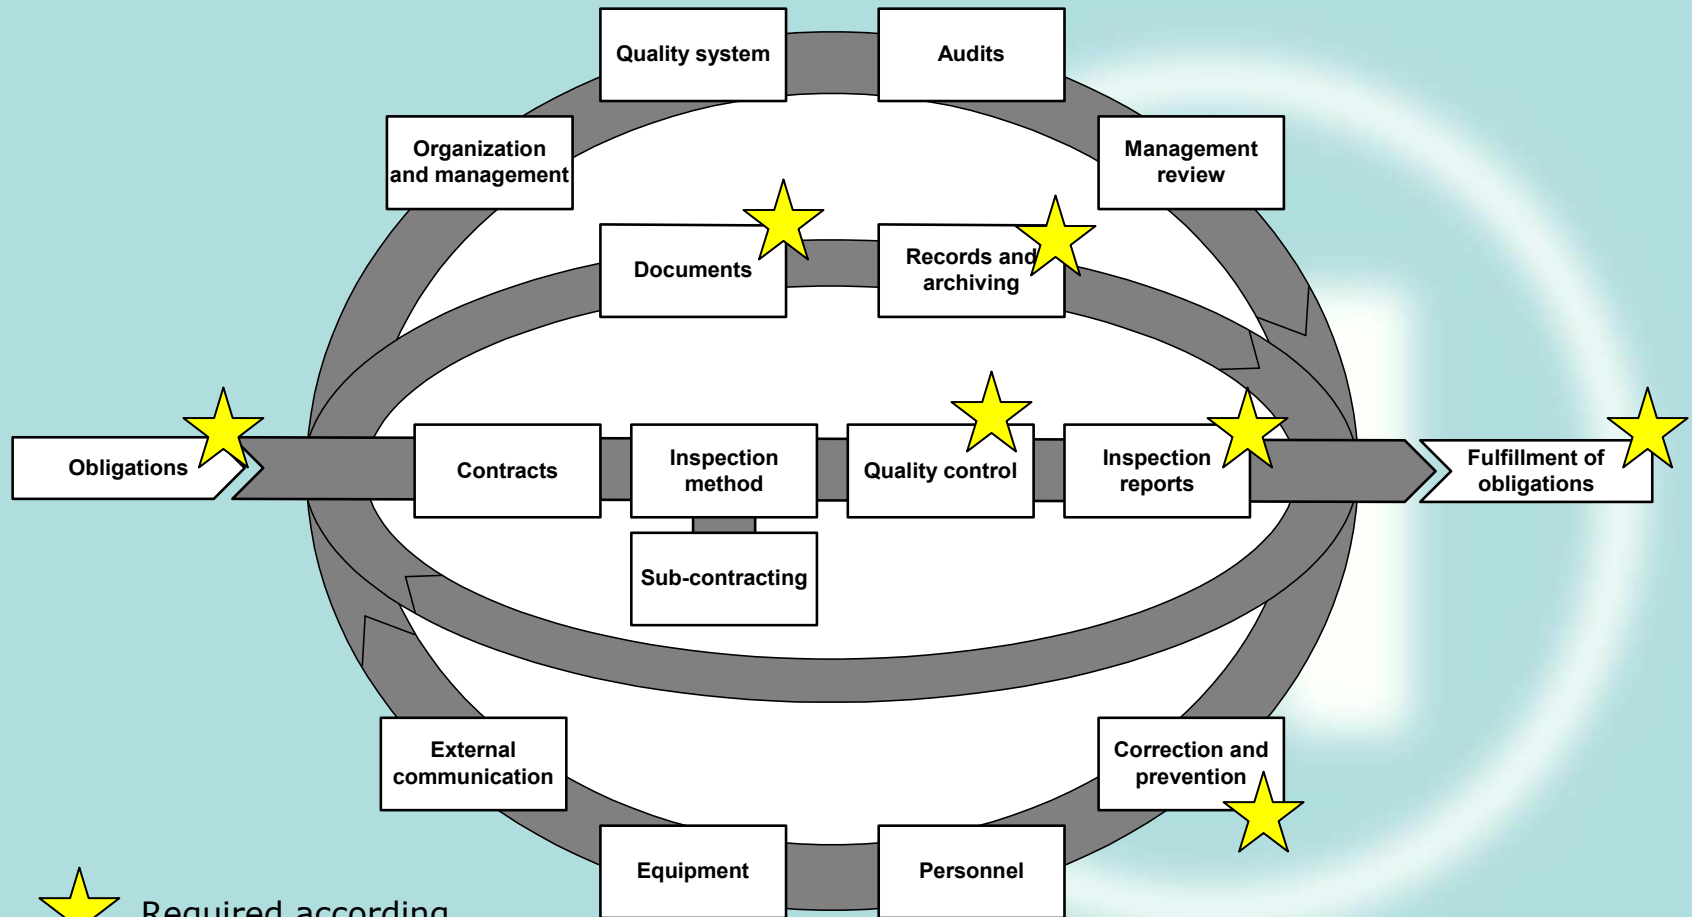 Quality system
Audits
Organization
and management
Management
review
Documents
Records and
archiving
Obligations
Contracts
Inspection
method
Quality control
Inspection
reports
Fulfillment of
obligations
Sub-contracting
External
communication
Correction and
prevention
Equipment
Personnel
Required according